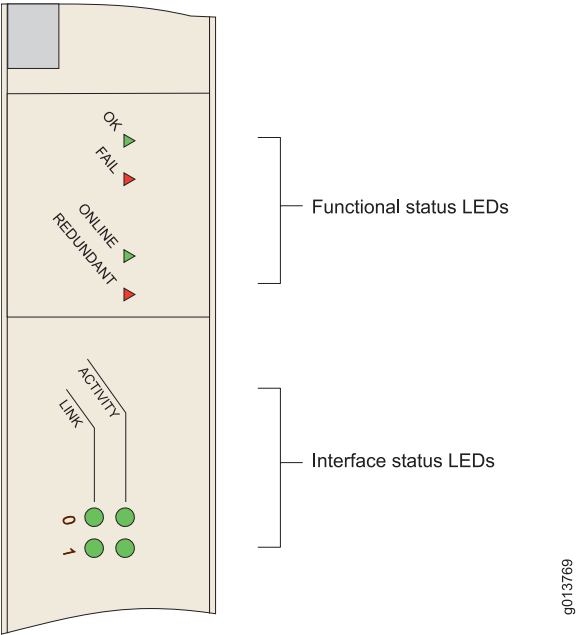 OK
FAIL
ONLINE
REDUNDANT
Functional status LEDs
ACTIVITY
LINK
Interface status LEDs
0
1
g013769